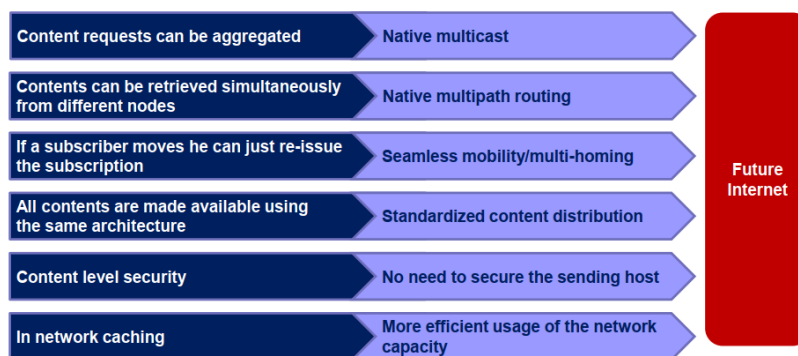 Content requests can be aggregated
Native multicast
Contents can be retrieved simultaneously
from different nodes
Native multipath routing
If a subscriber moves he can just re-issue
the subscription
Seamless mobility/multi-homing
All contents are made available using
the same architecture
Standardized content distribution
Content level security
No need to secure the sending host
In network caching
More efficient usage of the network
capacity
Future
Internet